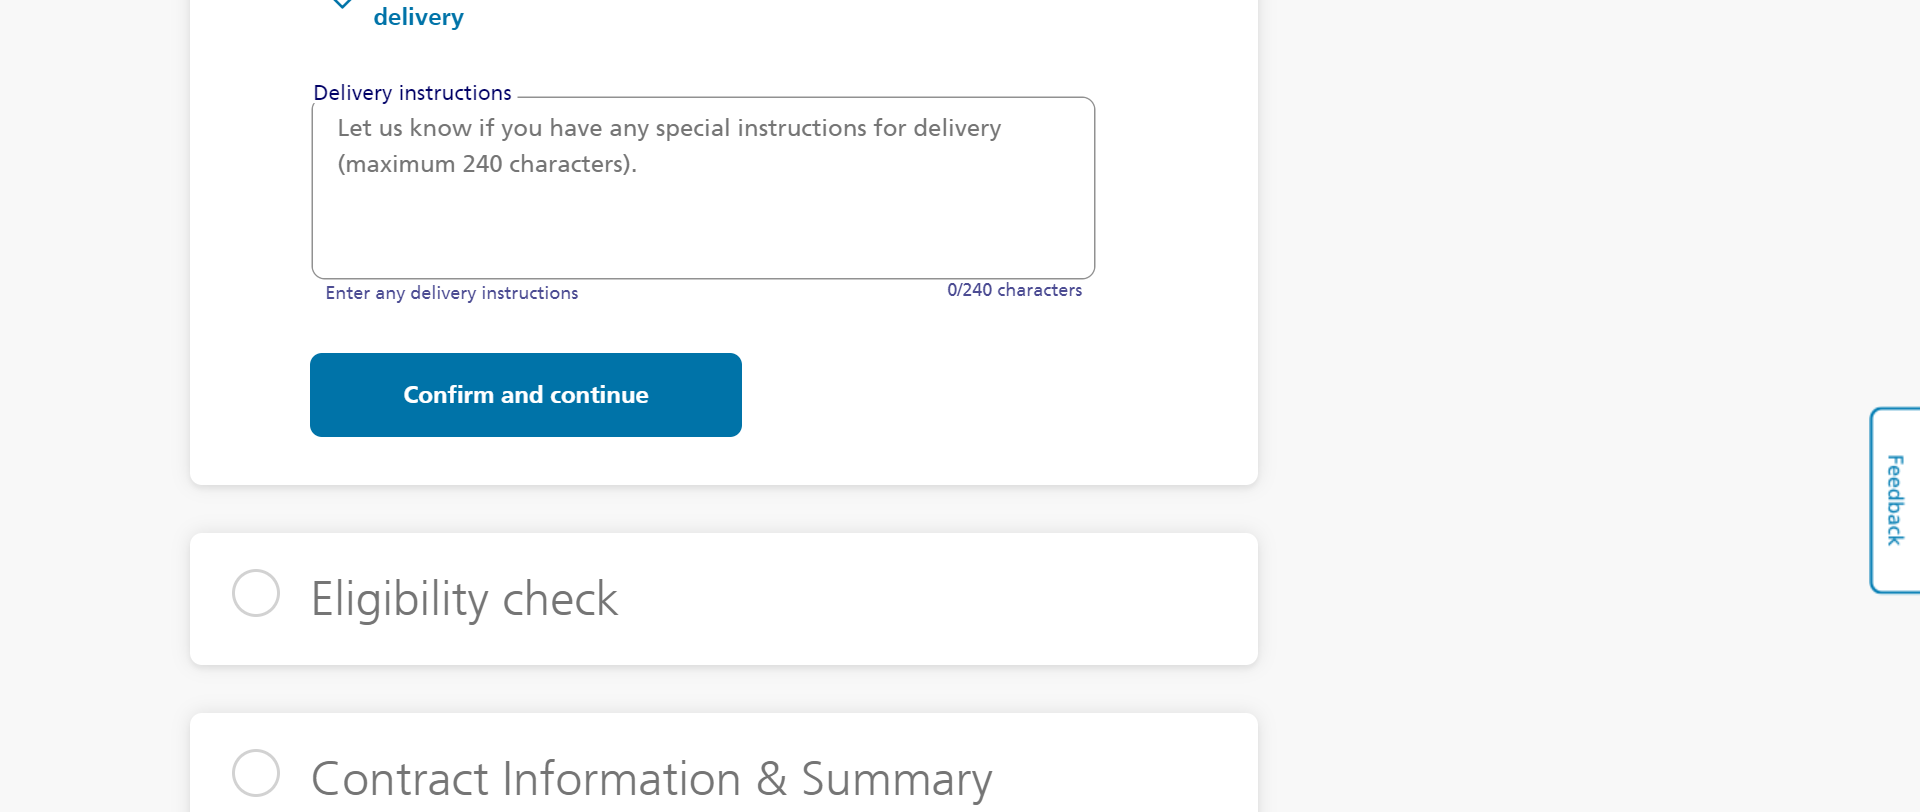 delivery
Delivery instructions
Let us know if you have any special instructions for delivery
(maximum 240 characters).
Enter any delivery instructions
0/240 characters
Confirm and continue
Feedback
Eligibility check
Contract Information & Summary